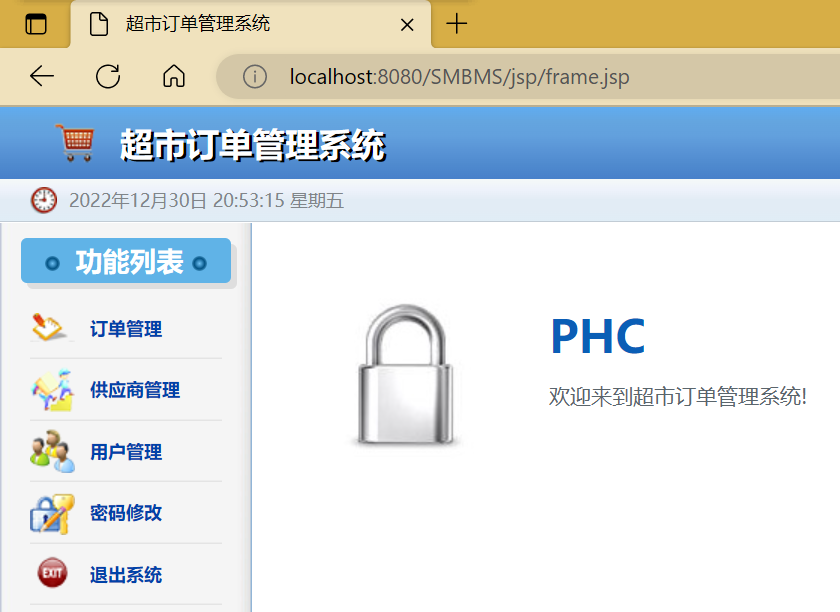 超市订单管理系统
localhost:8080/SMBMS/jsp/frame.jsp
超市订单管理系统
2022年12月30日 20:53:15 星期五
功能列表
订单管理
供应商管理
用户管理
密码修改
EXIT
退出系统
PHC
欢迎来到超市订单管理系统!